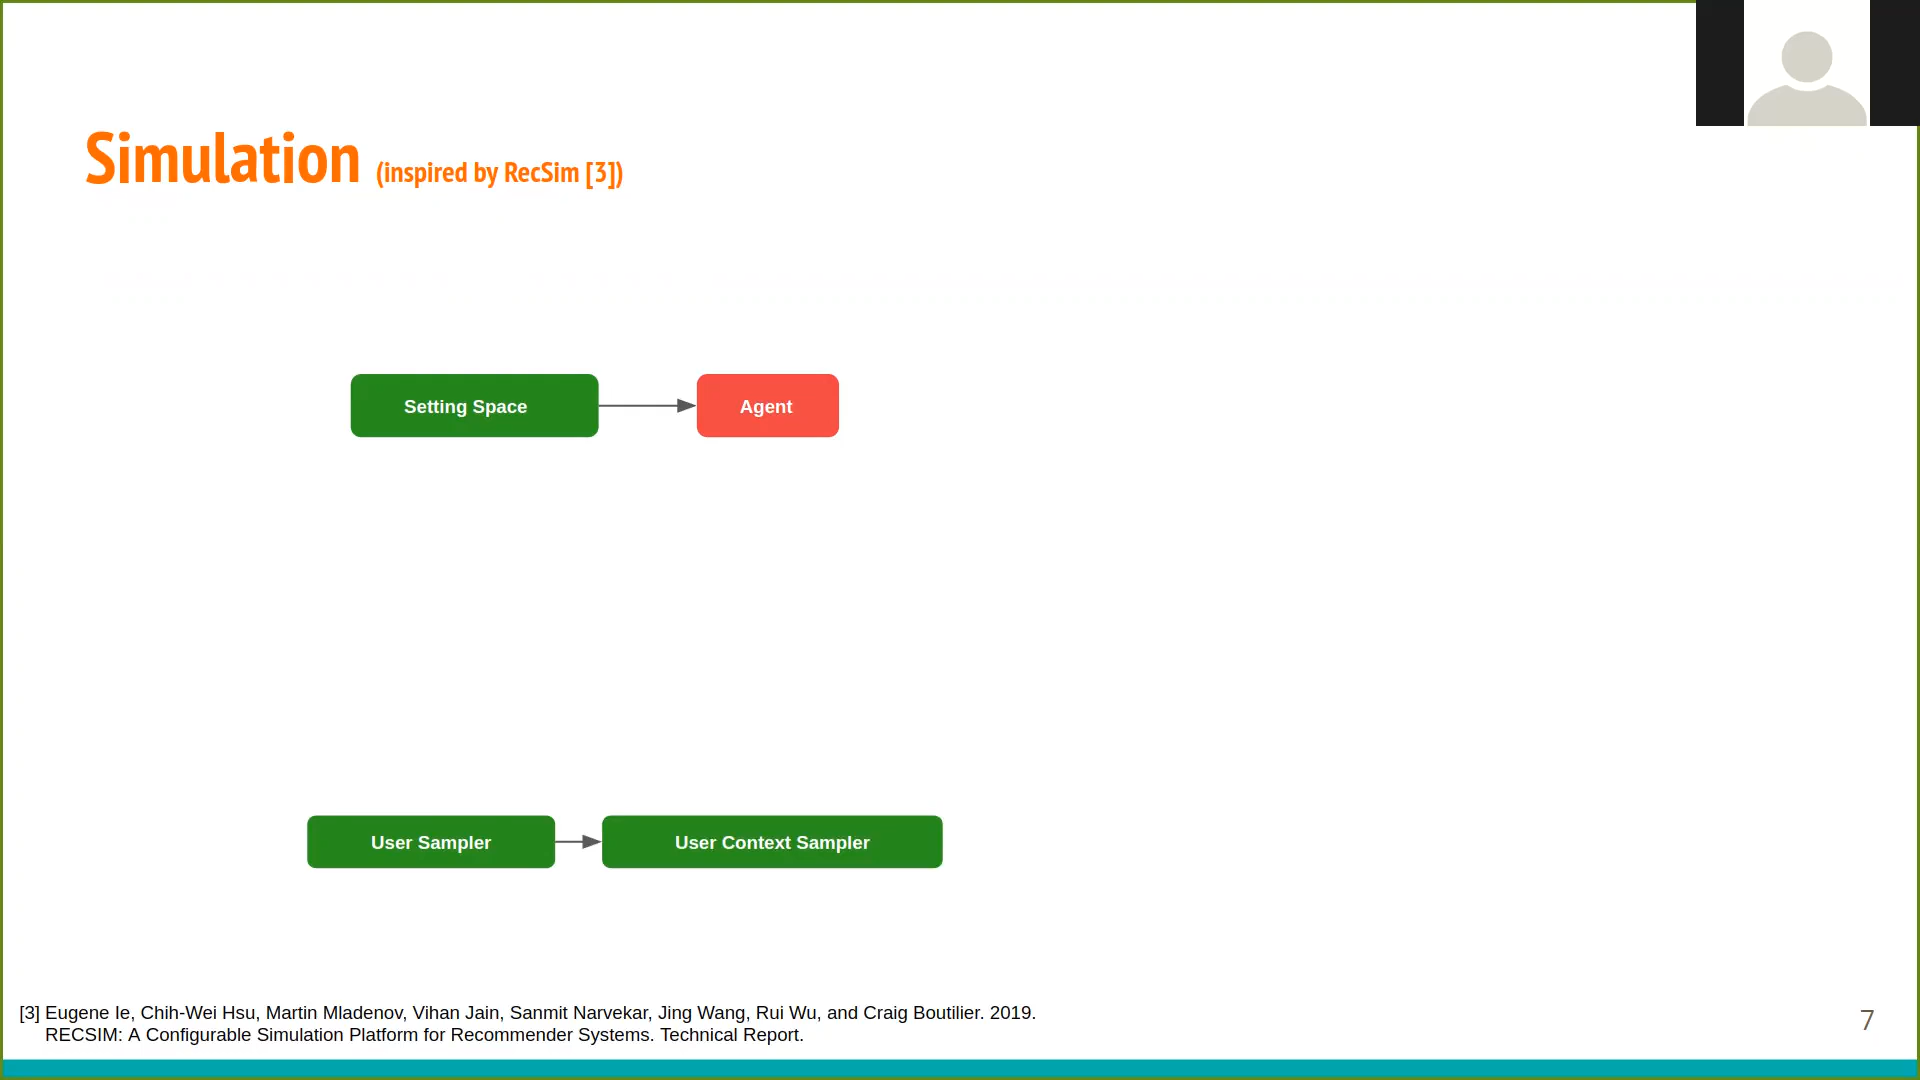 Simulation (inspired by RecSim [3])
Setting Space
Agent
User Sampler
User Context Sampler
[3] Eugene Ie, Chih-Wei Hsu, Martin Mladenov, Vihan Jain, Sanmit Narvekar, Jing Wang, Rui Wu, and Craig Boutilier. 2019.
RECSIM: A Configurable Simulation Platform for Recommender Systems. Technical Report.
7